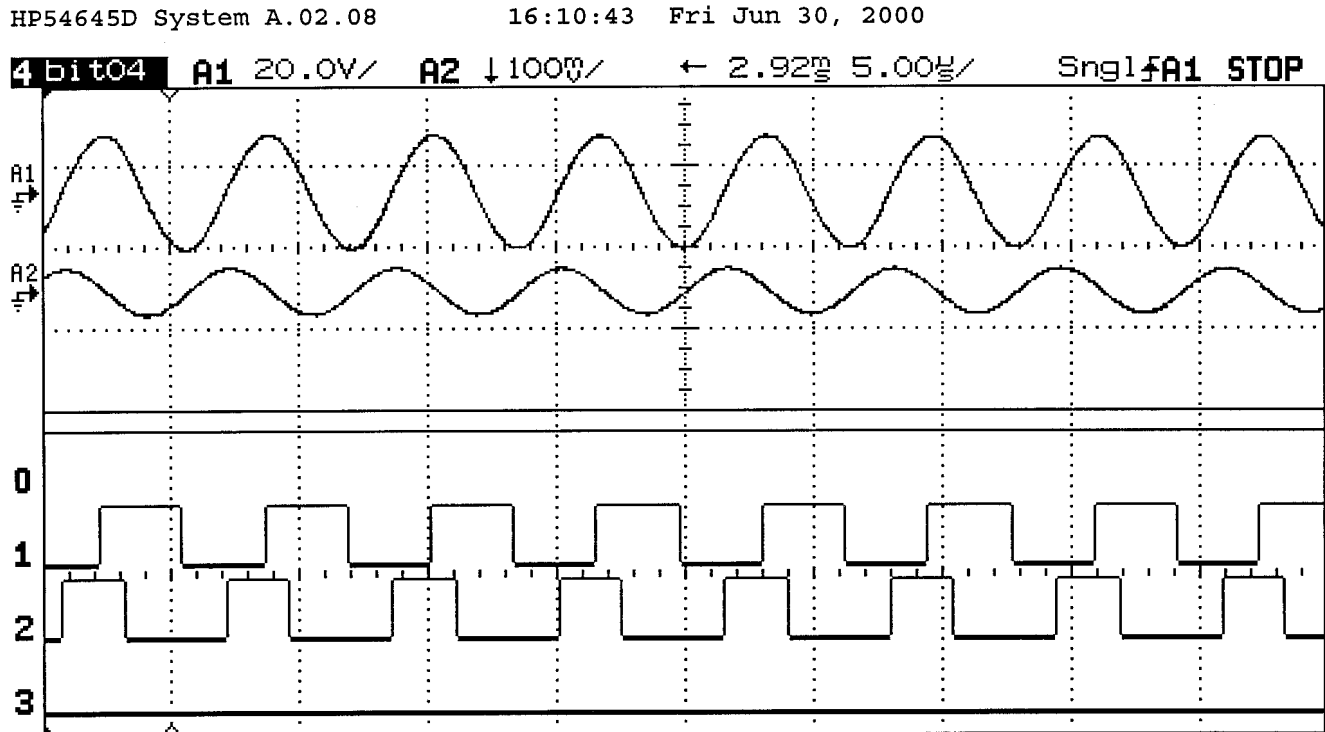 HP54645D System A.02.08 16:10:43 Fri Jun 30, 2000
4 bit04 A1 20.0V/ A2 ↓100mV/ ← 2.92ms 5.00µs/ Snglf̵A1 STOP
A1
A2
0
1
2
3